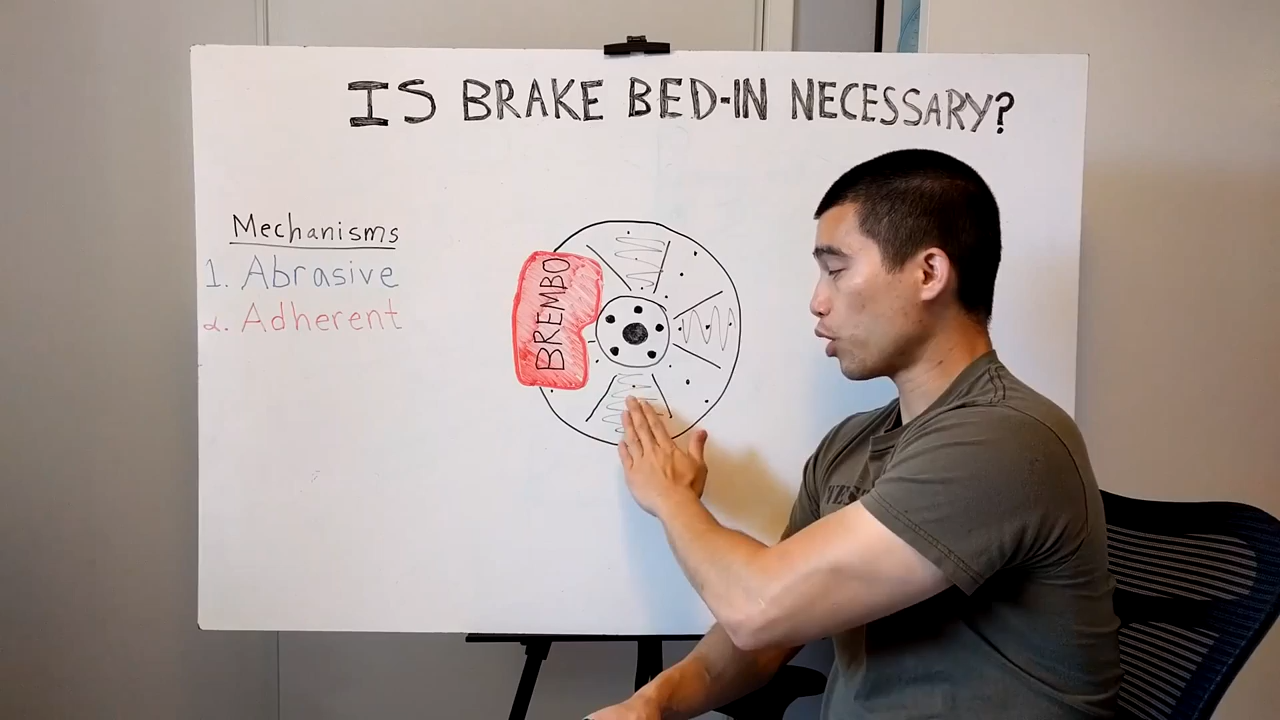 IS BRAKE BED-IN NECESSARY?
Mechanisms
1. Abrasive
2. Adherent
BREMBO